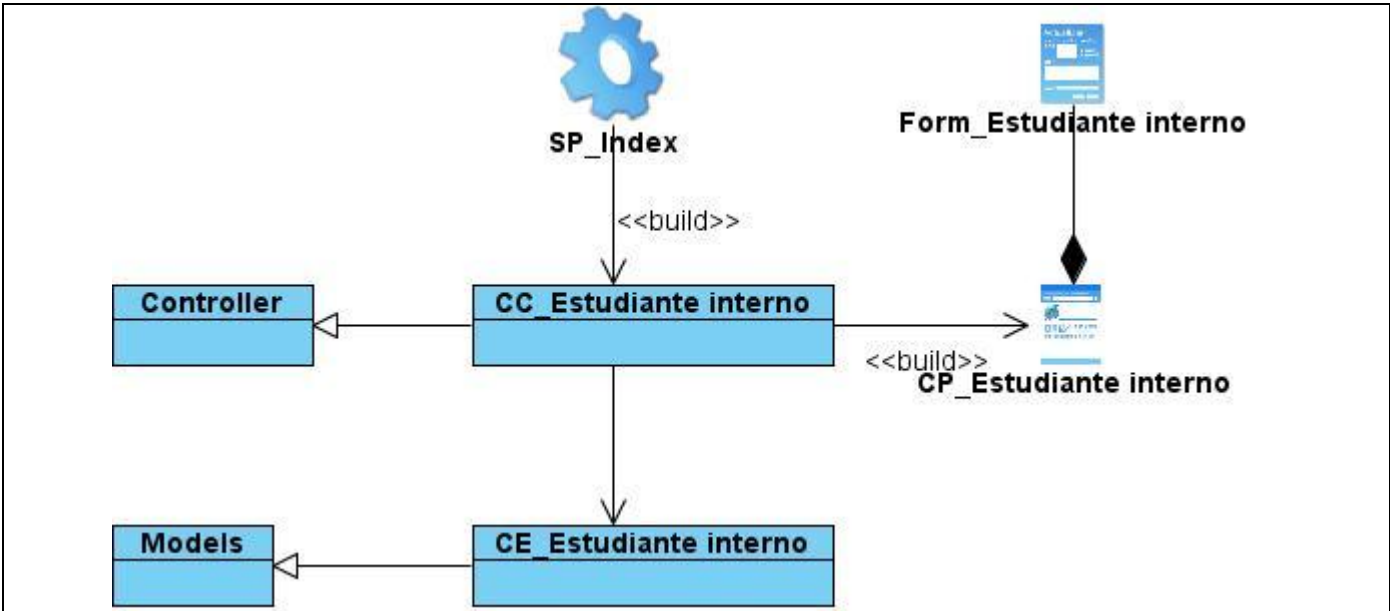 SP_Index
Form_Estudiante interno
<<build>>
Controller
CC_Estudiante interno
<<build>>
CP_Estudiante interno
Models
CE_Estudiante interno